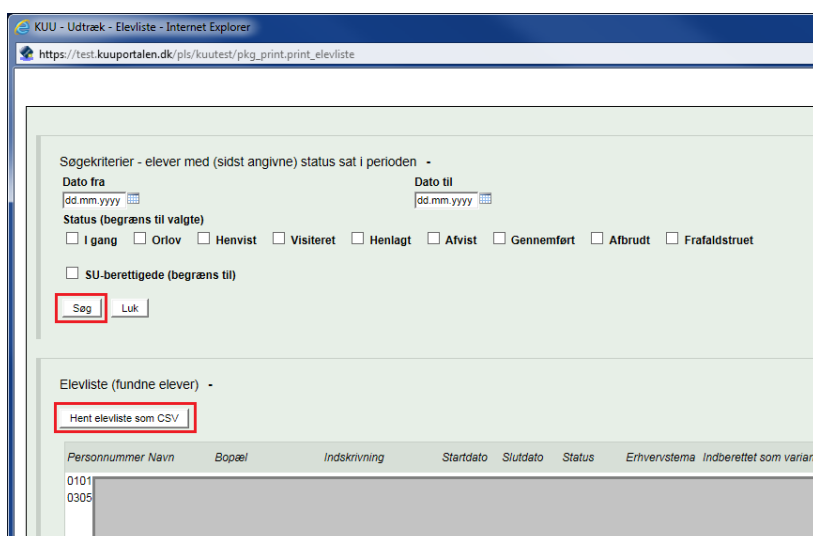 KUU - Udtræk - Elevliste - Internet Explorer
https://test.kuuportalen.dk/pls/kuutest/pkg_print.print_elevliste
Søgekriterier - elever med (sidst angivne) status sat i perioden -
Dato fra Dato til
dd.mm.yyyy dd.mm.yyyy
Status (begræns til valgte)
I gang Orlov Henvist Visiteret Henlagt Afvist Gennemført Afbrudt Frafaldstruet
SU-berettigede (begræns til)
Søg Luk
Elevliste (fundne elever) -
Hent elevliste som CSV
Personnummer Navn Bopæl Indskrivning Startdato Slutdato Status Erhvervstema Indberettet som varian
0101
0305